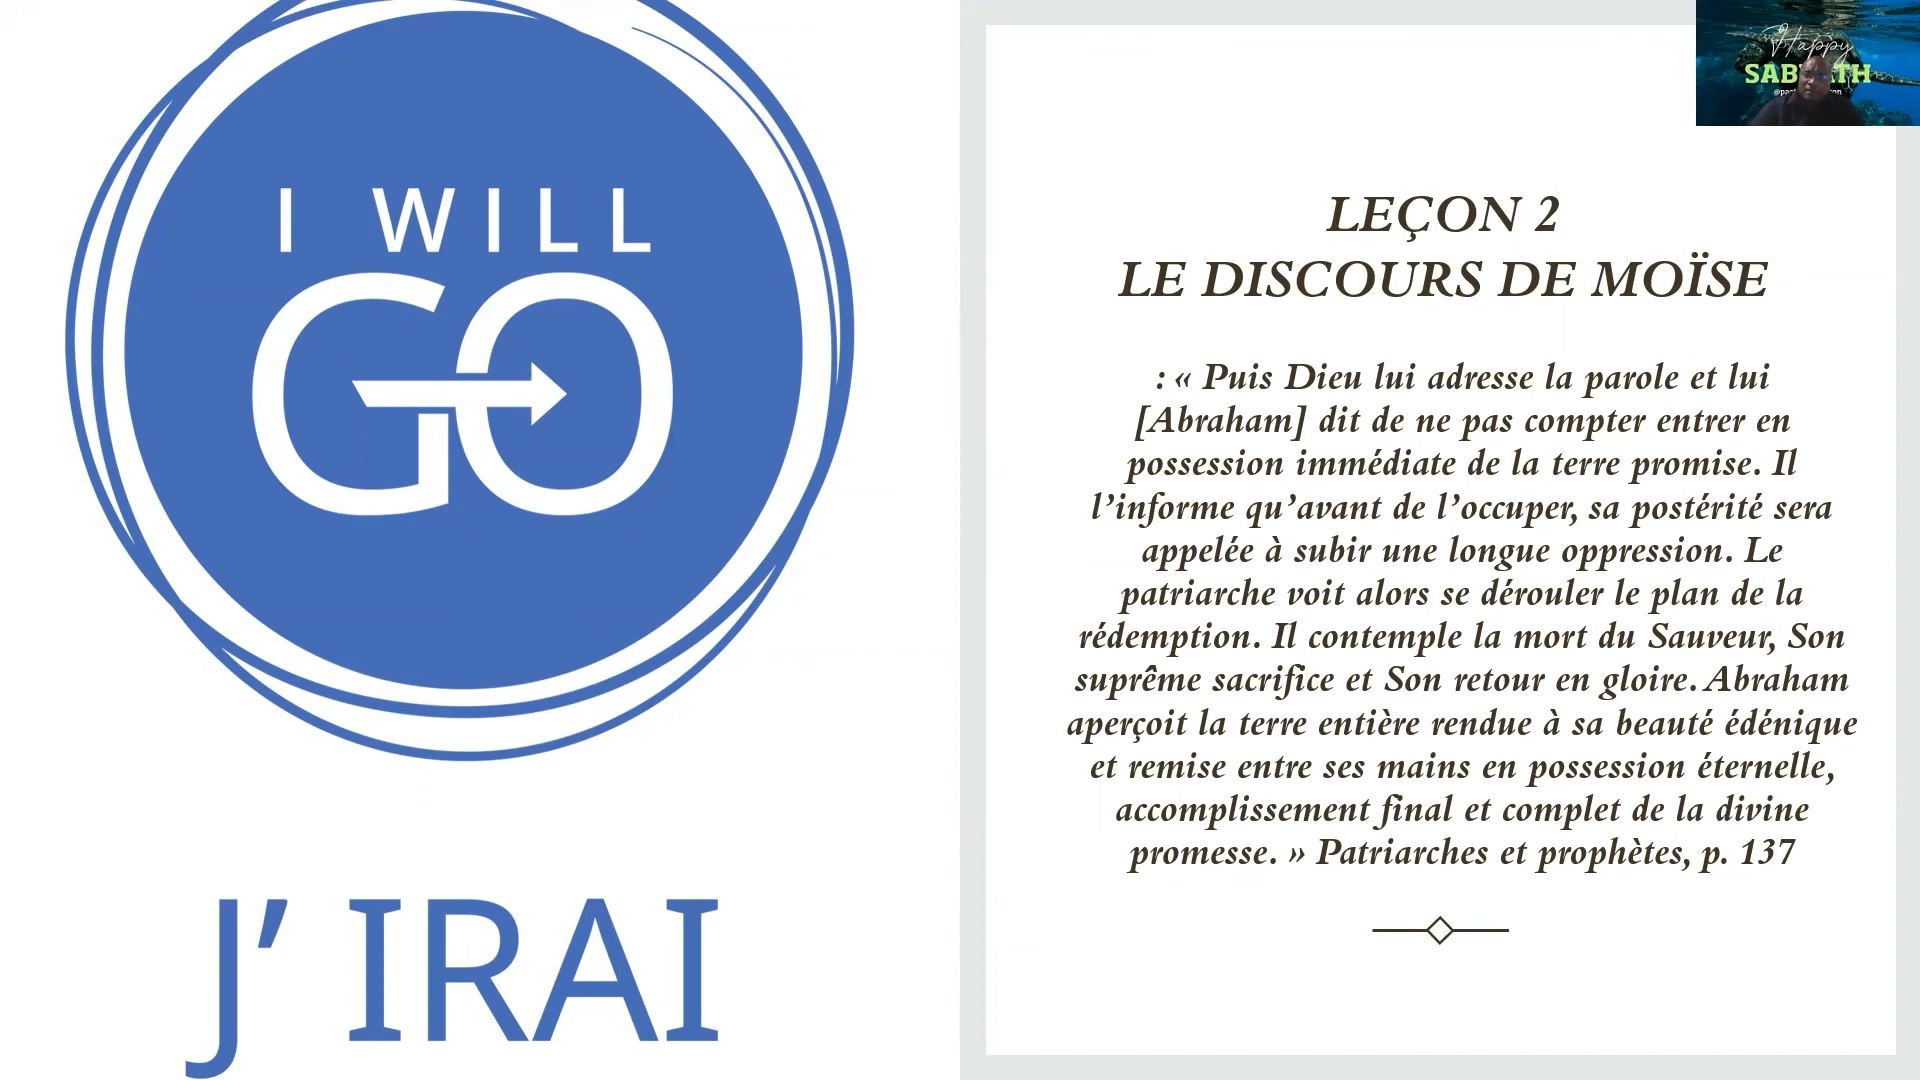 I WILL
GO
J’ IRAI
Happy
SAB TH
LEÇON 2
LE DISCOURS DE MOÏSE
: « Puis Dieu lui adresse la parole et lui
[Abraham] dit de ne pas compter entrer en
possession immédiate de la terre promise. Il
l’informe qu’avant de l’occuper, sa postérité sera
appelée à subir une longue oppression. Le
patriarche voit alors se dérouler le plan de la
rédemption. Il contemple la mort du Sauveur, Son
suprême sacrifice et Son retour en gloire. Abraham
aperçoit la terre entière rendue à sa beauté édénique
et remise entre ses mains en possession éternelle,
accomplissement final et complet de la divine
promesse. » Patriarches et prophètes, p. 137